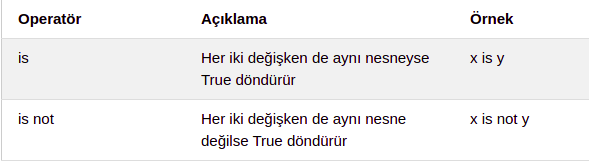 Operatör Açıklama Örnek
is Her iki değişken de aynı nesneyse x is y
True döndürür
is not Her iki değişken de aynı nesne x is not y
değilse True döndürür